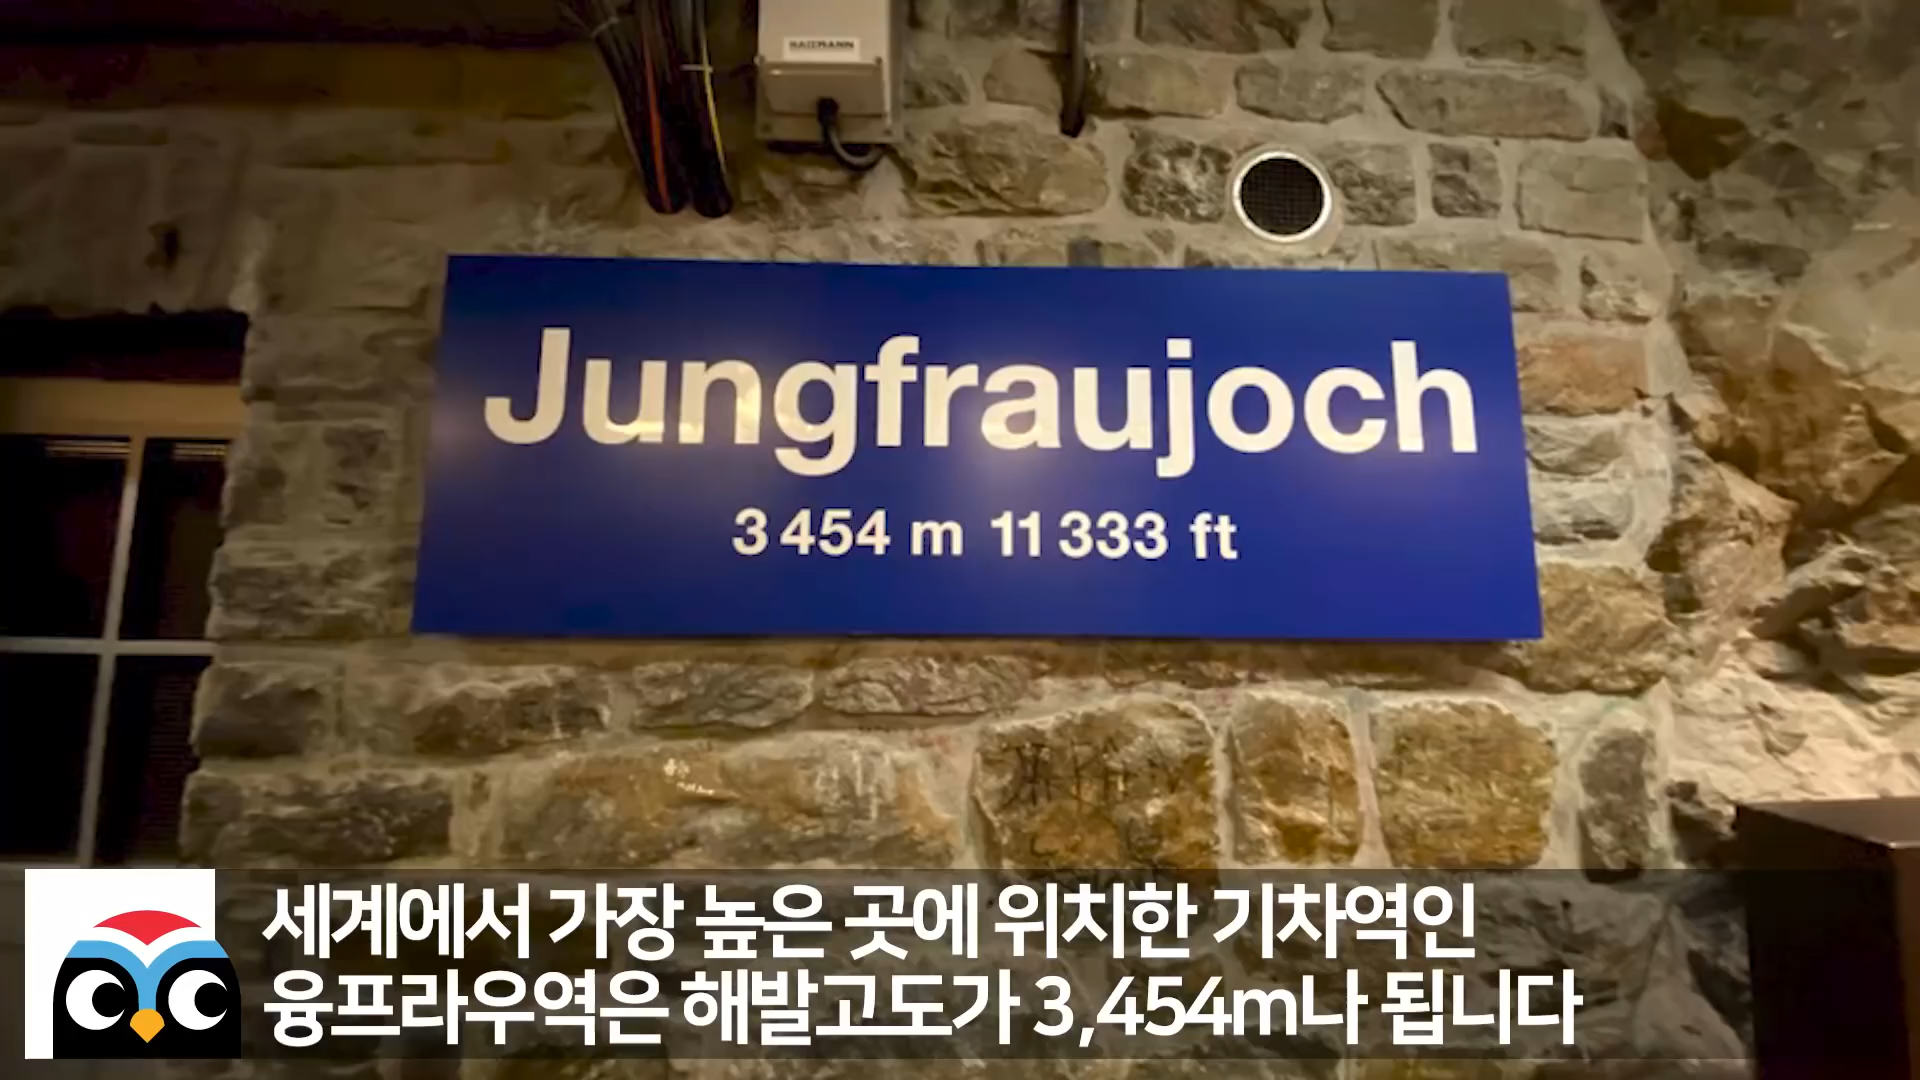 Jungfraujoch
3 454 m 11 333 ft
세계에서 가장 높은 곳에 위치한 기차역인
융프라우역은 해발고도가 3,454m나 됩니다